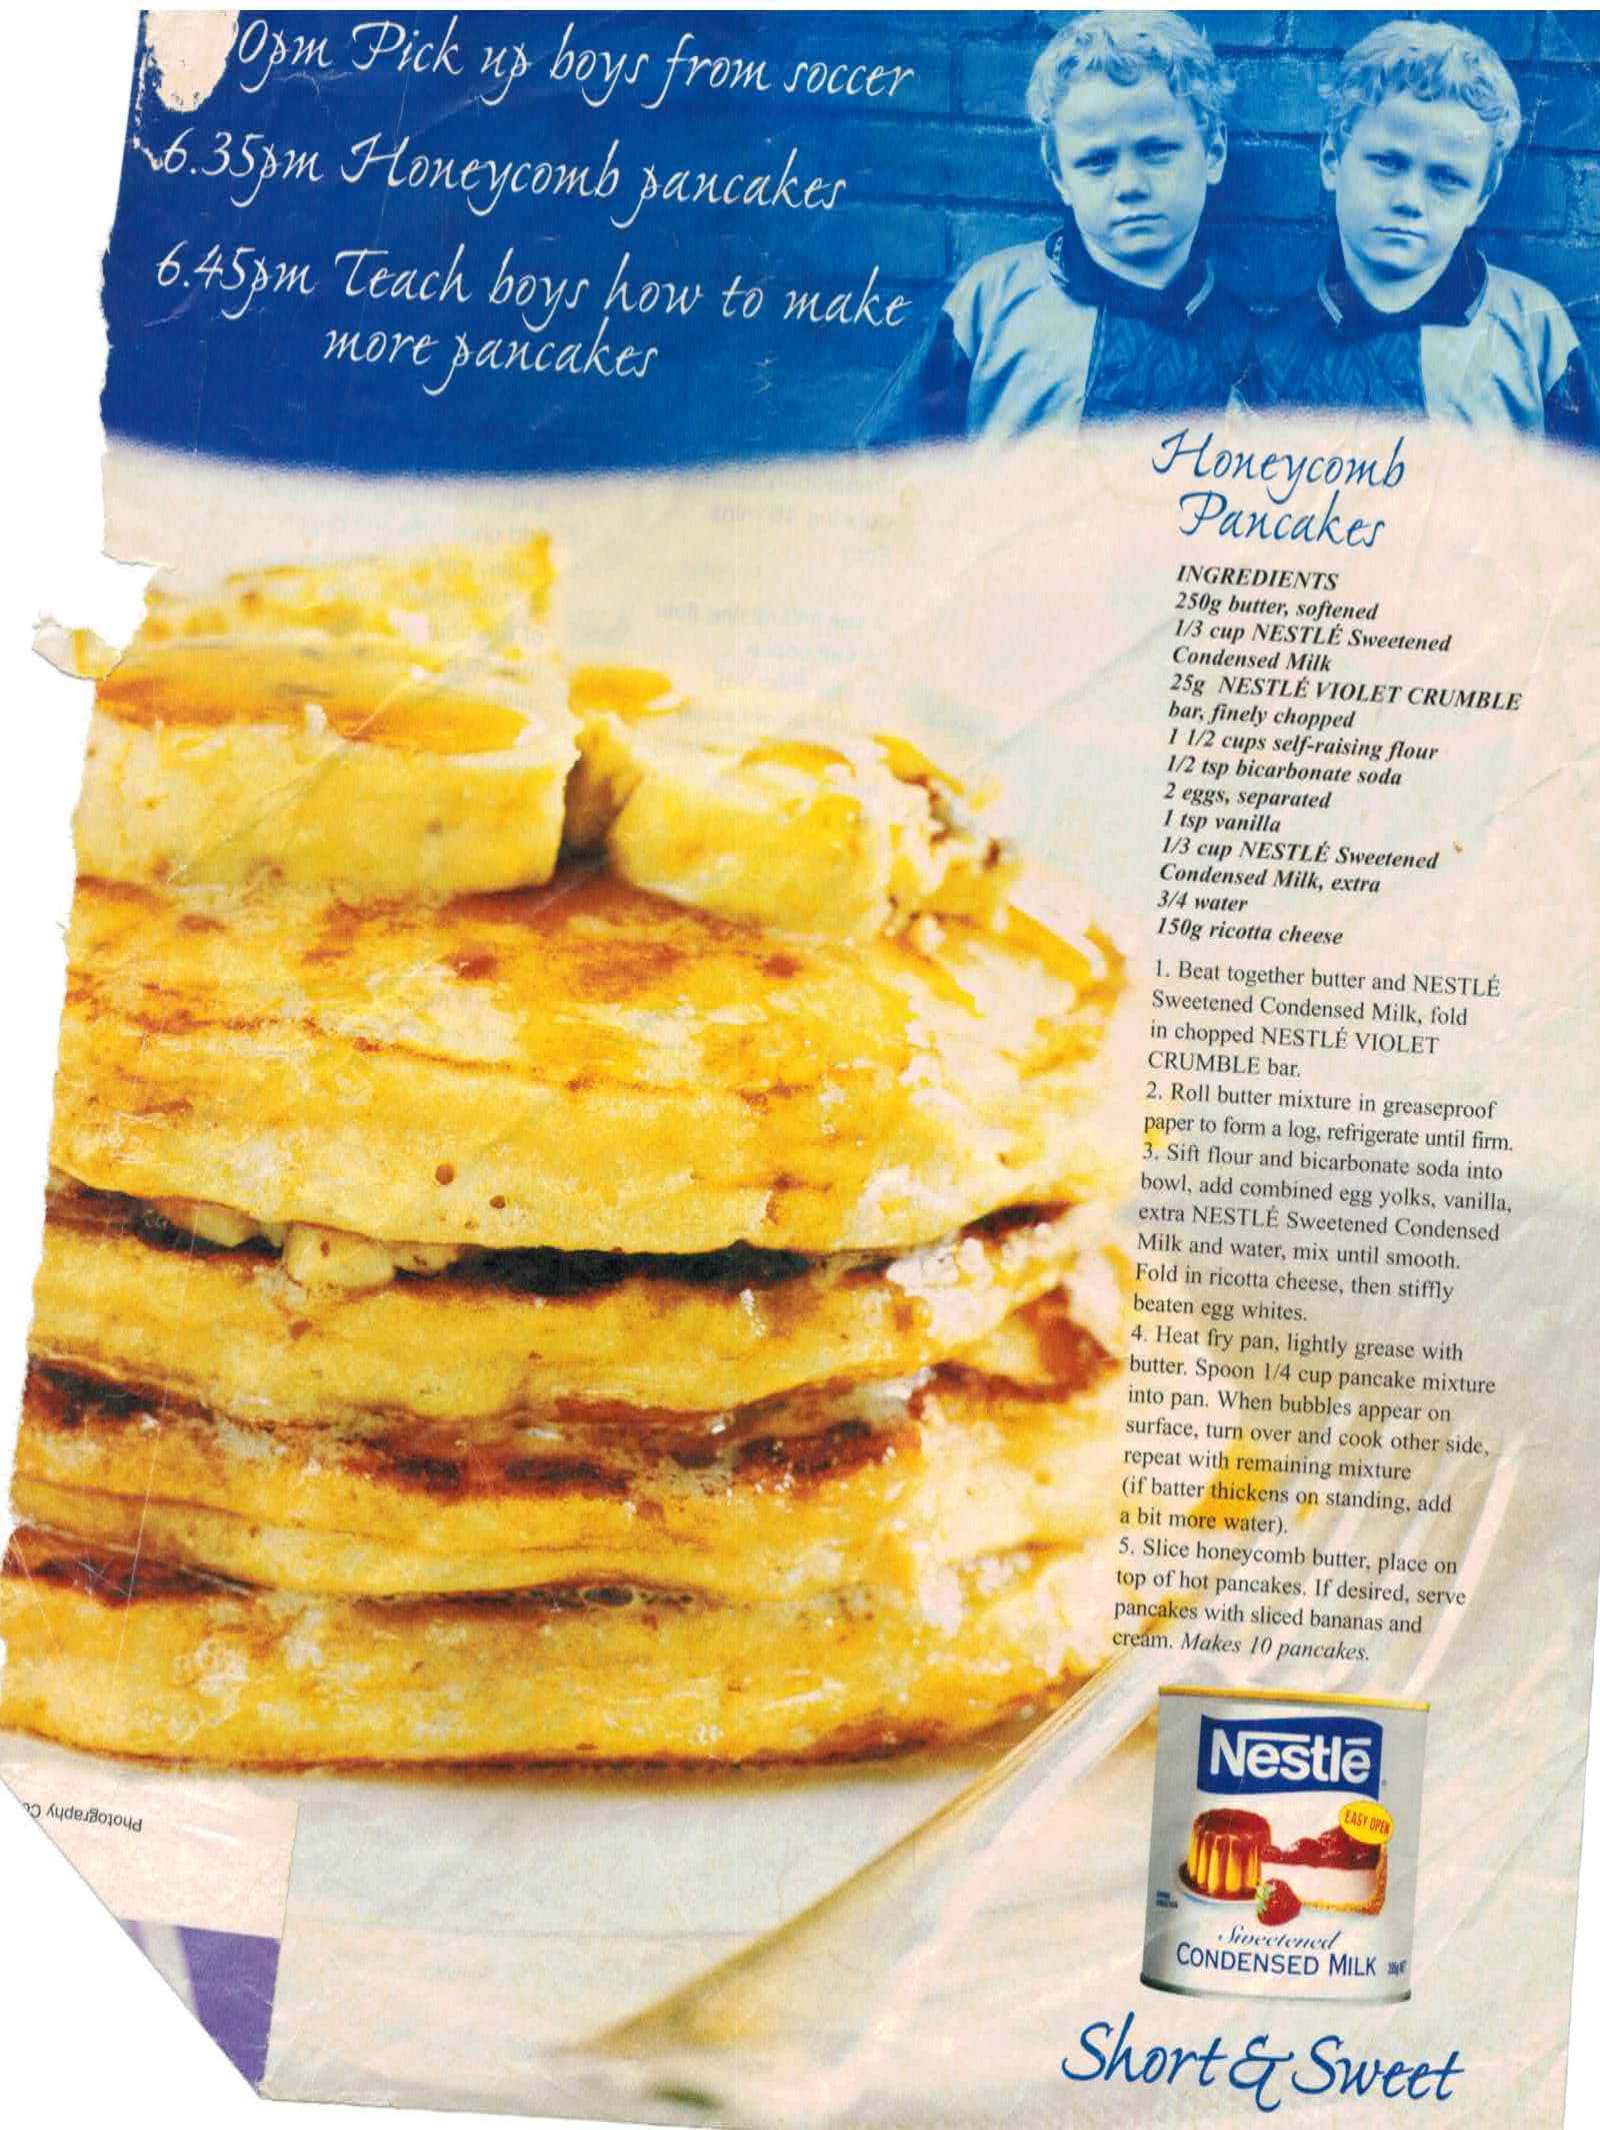 0pm Pick up boys from soccer
6.35pm Honeycomb pancakes
6.45pm Teach boys how to make
more pancakes
Honeycomb
Pancakes
INGREDIENTS
250g butter, softened
1/3 cup NESTLÉ Sweetened
Condensed Milk
25g NESTLÉ VIOLET CRUMBLE
bar, finely chopped
1 1/2 cups self-raising flour
1/2 tsp bicarbonate soda
2 eggs, separated
1 tsp vanilla
1/3 cup NESTLÉ Sweetened
Condensed Milk, extra
3/4 water
150g ricotta cheese
1. Beat together butter and NESTLÉ
Sweetened Condensed Milk, fold
in chopped NESTLÉ VIOLET
CRUMBLE bar.
2. Roll butter mixture in greaseproof
paper to form a log, refrigerate until firm.
3. Sift flour and bicarbonate soda into
bowl, add combined egg yolks, vanilla,
extra NESTLÉ Sweetened Condensed
Milk and water, mix until smooth.
Fold in ricotta cheese, then stiffly
beaten egg whites.
4. Heat fry pan, lightly grease with
butter. Spoon 1/4 cup pancake mixture
into pan. When bubbles appear on
surface, turn over and cook other side,
repeat with remaining mixture
(if batter thickens on standing, add
a bit more water).
5. Slice honeycomb butter, place on
top of hot pancakes. If desired, serve
pancakes with sliced bananas and
cream. Makes 10 pancakes.
Photography
Nestlé
EASY OPEN
Sweetened
CONDENSED MILK
Short & Sweet